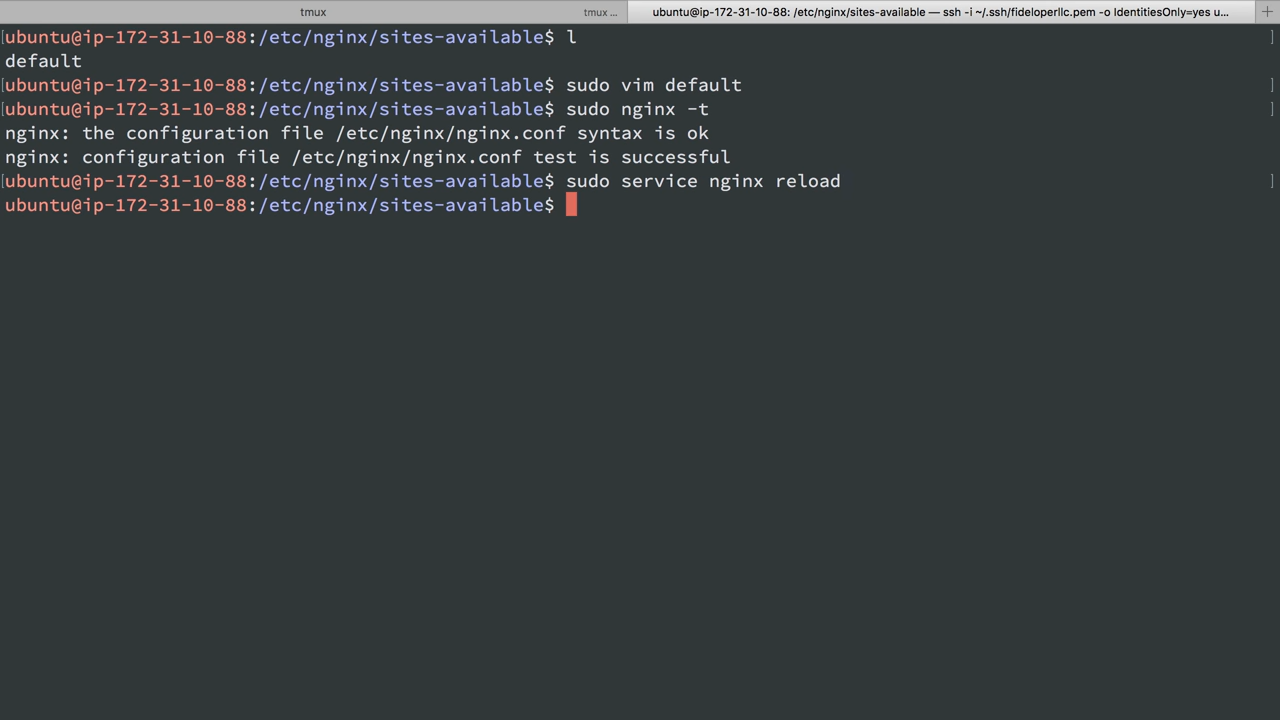 tmux
tmux ...
ubuntu@ip-172-31-10-88: /etc/nginx/sites-available — ssh -i ~/.ssh/fideloperllc.pem -o IdentitiesOnly=yes u...
+
[ubuntu@ip-172-31-10-88:/etc/nginx/sites-available$ l ]
default
[ubuntu@ip-172-31-10-88:/etc/nginx/sites-available$ sudo vim default ]
[ubuntu@ip-172-31-10-88:/etc/nginx/sites-available$ sudo nginx -t ]
nginx: the configuration file /etc/nginx/nginx.conf syntax is ok
nginx: configuration file /etc/nginx/nginx.conf test is successful
[ubuntu@ip-172-31-10-88:/etc/nginx/sites-available$ sudo service nginx reload ]
ubuntu@ip-172-31-10-88:/etc/nginx/sites-available$